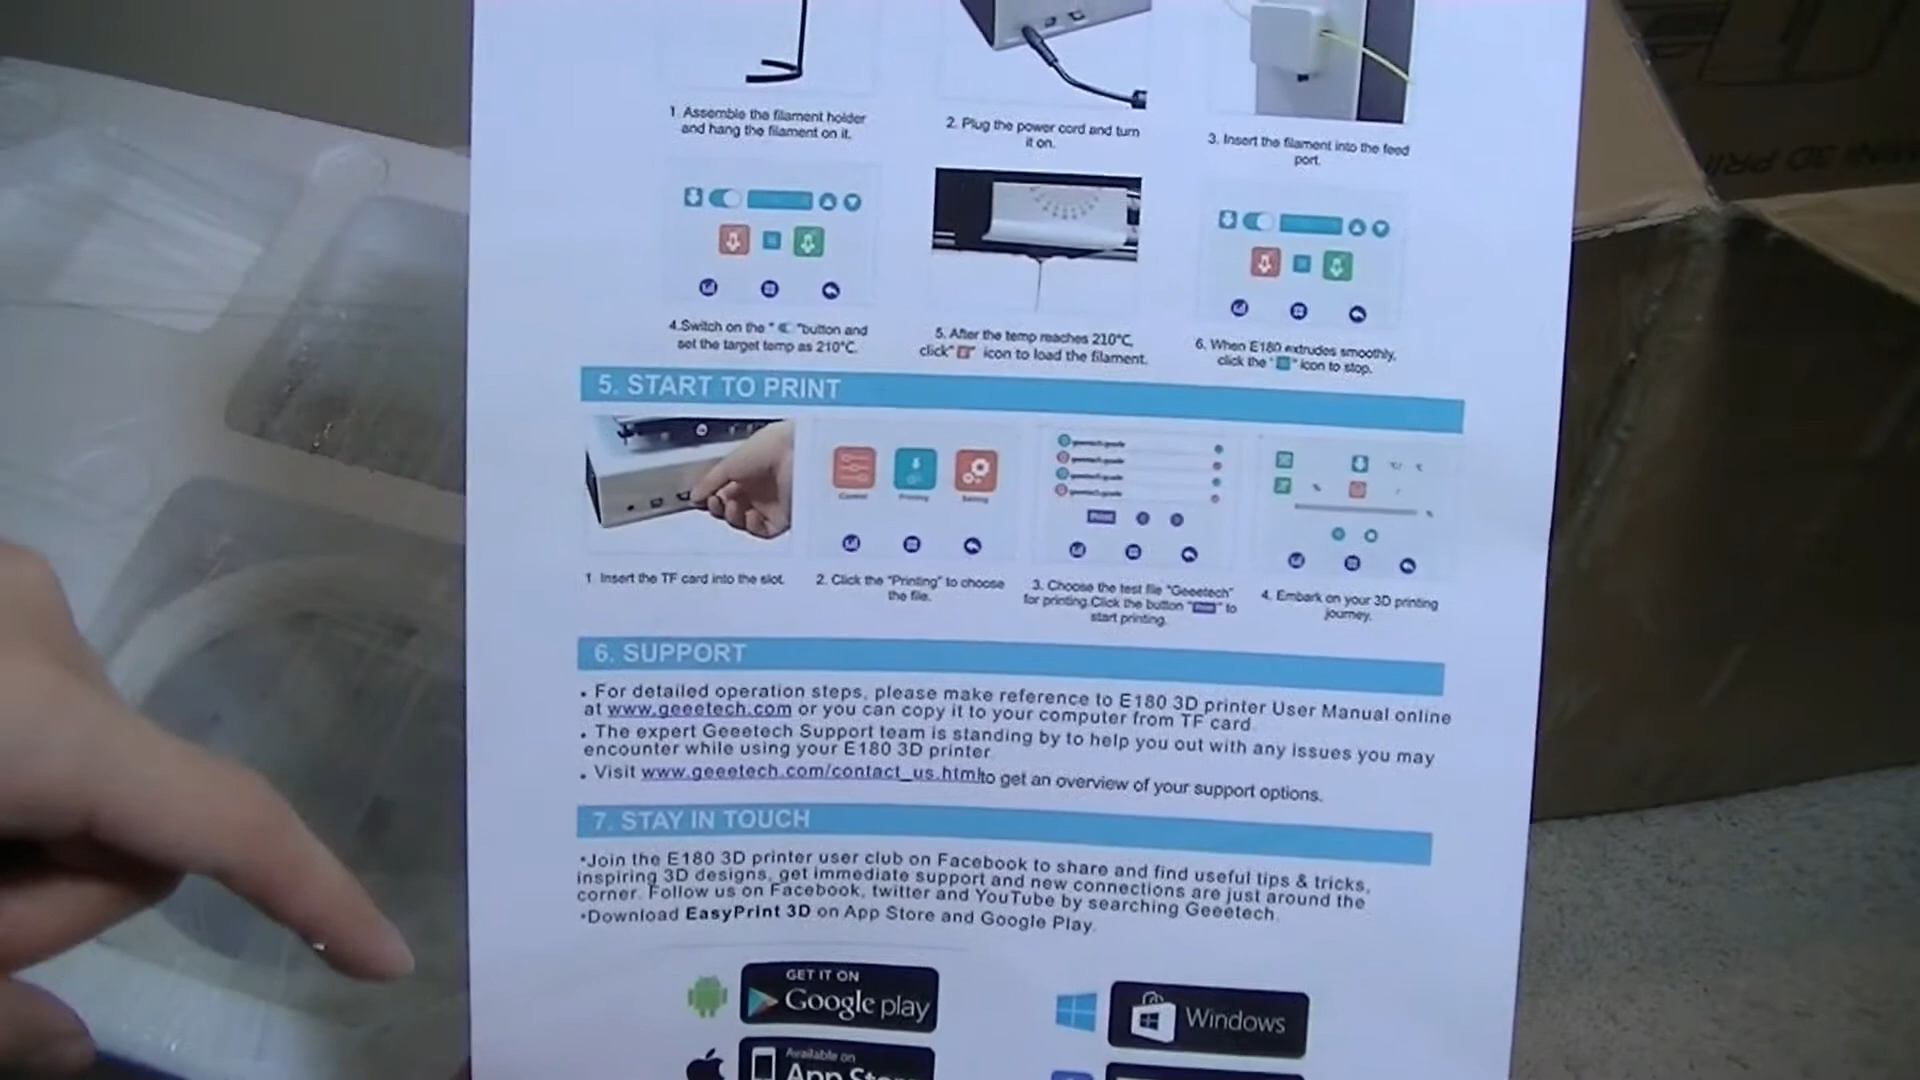 1. Assemble the filament holder
and hang the filament on it.
2. Plug the power cord and turn
it on.
3. Insert the filament into the feed
port.
4.Switch on the " "button and
set the target temp as 210°C.
5. After the temp reaches 210°C,
click" " icon to load the filament.
6. When E180 extrudes smoothly,
click the " " icon to stop.
5. START TO PRINT
Control
Printing
Setting
1. Insert the TF card into the slot.
2. Click the "Printing" to choose
the file.
3. Choose the test file "Geeetech"
for printing.Click the button " " to
start printing.
4. Embark on your 3D printing
journey.
6. SUPPORT
• For detailed operation steps, please make reference to E180 3D printer User Manual online
at www.geeetech.com or you can copy it to your computer from TF card.
• The expert Geeetech Support team is standing by to help you out with any issues you may
encounter while using your E180 3D printer.
• Visit www.geeetech.com/contact_us.htmlto get an overview of your support options.
7. STAY IN TOUCH
•Join the E180 3D printer user club on Facebook to share and find useful tips & tricks,
inspiring 3D designs, get immediate support and new connections are just around the
corner. Follow us on Facebook, twitter and YouTube by searching Geeetech.
•Download EasyPrint 3D on App Store and Google Play.
GET IT ON
Google play
Windows
Available on
App